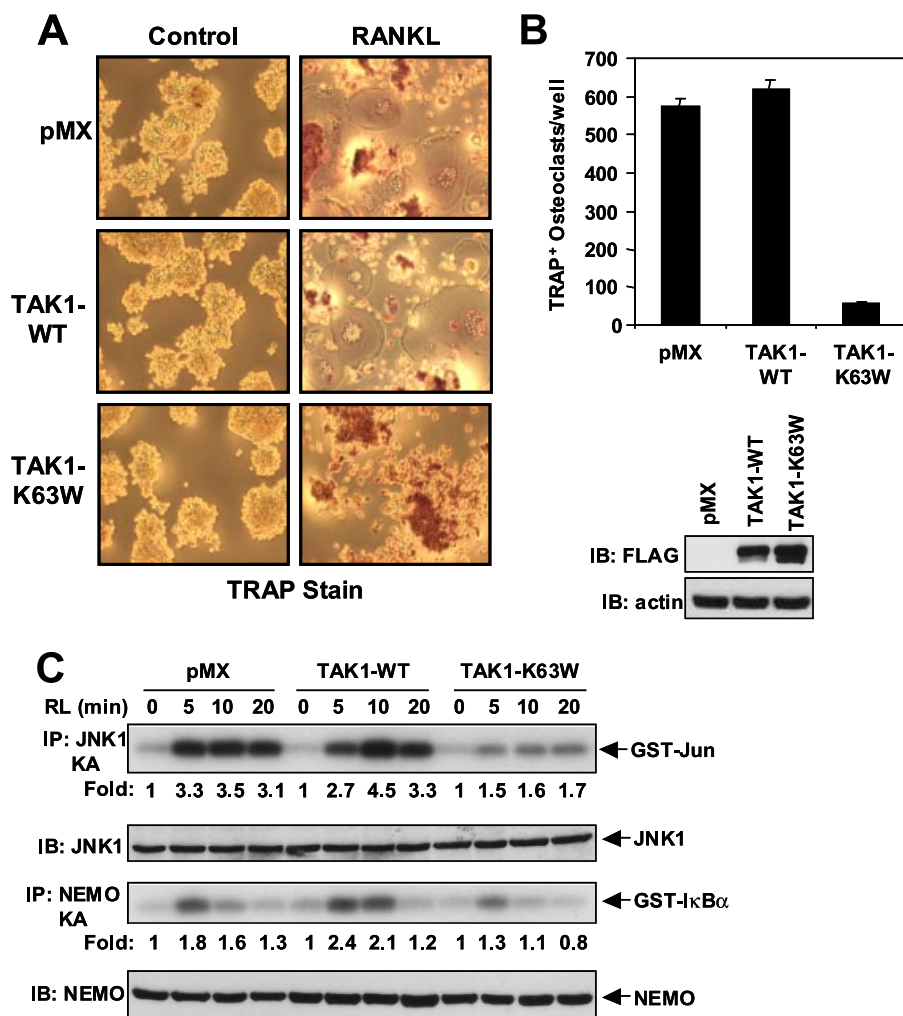 A
Control RANKL
pMX
TAK1-
WT
TAK1-
K63W
TRAP Stain
B
TRAP+ Osteoclasts/well
700
600
500
400
300
200
100
0
pMX TAK1-WT TAK1-K63W
pMX TAK1-WT TAK1-K63W
IB: FLAG
IB: actin
C
pMX TAK1-WT TAK1-K63W
RL (min) 0 5 10 20 0 5 10 20 0 5 10 20
IP: JNK1
KA
GST-Jun
Fold: 1 3.3 3.5 3.1 1 2.7 4.5 3.3 1 1.5 1.6 1.7
IB: JNK1 JNK1
IP: NEMO
KA
GST-IκBα
Fold: 1 1.8 1.6 1.3 1 2.4 2.1 1.2 1 1.3 1.1 0.8
IB: NEMO NEMO